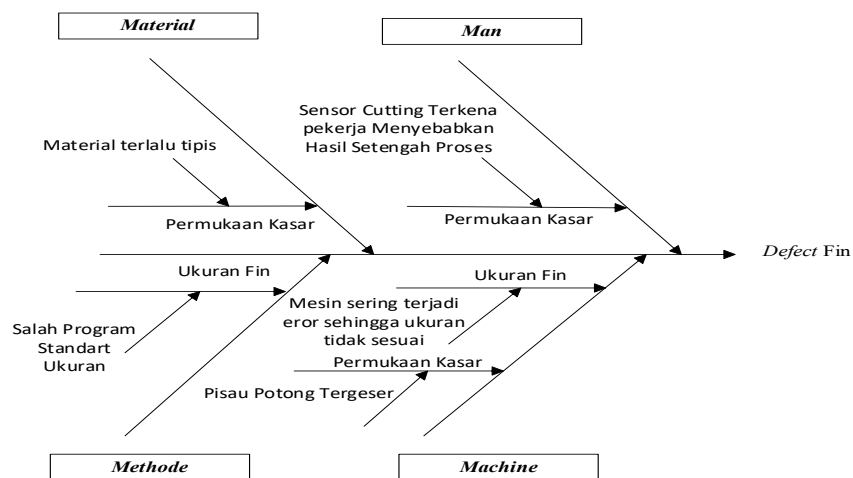 Material
Man
Sensor Cutting Terkena
pekerja Menyebabkan
Hasil Setengah Proses
Material terlalu tipis
Permukaan Kasar
Permukaan Kasar
Defect Fin
Ukuran Fin
Ukuran Fin
Mesin sering terjadi
eror sehingga ukuran
tidak sesuai
Salah Program
Standart
Ukuran
Permukaan Kasar
Pisau Potong Tergeser
Methode
Machine